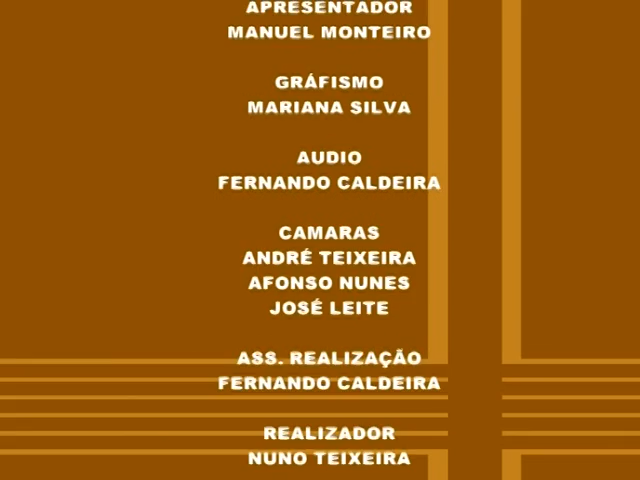 APRESENTADOR
MANUEL MONTEIRO
GRÁFISMO
MARIANA SILVA
AUDIO
FERNANDO CALDEIRA
CAMARAS
ANDRÉ TEIXEIRA
AFONSO NUNES
JOSÉ LEITE
ASS. REALIZAÇÃO
FERNANDO CALDEIRA
REALIZADOR
NUNO TEIXEIRA